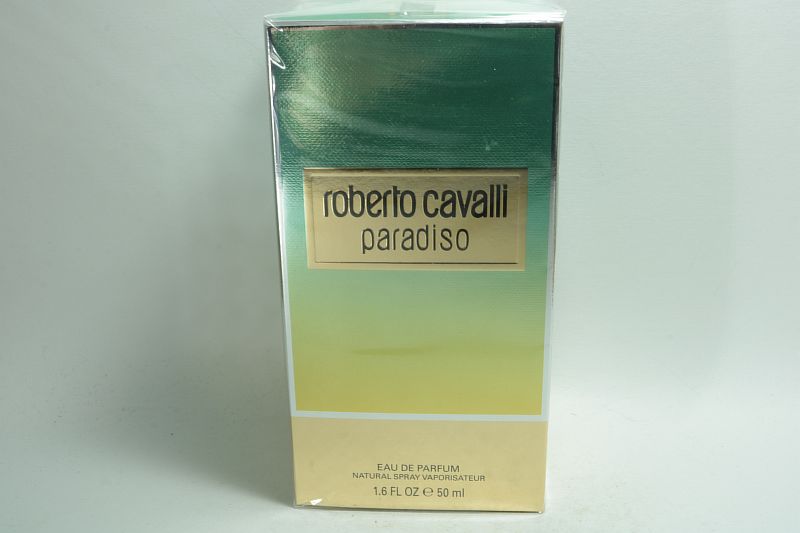 roberto cavalli
paradiso
EAU DE PARFUM
NATURAL SPRAY VAPORISATEUR
1.6 FL OZ ℮ 50 ml